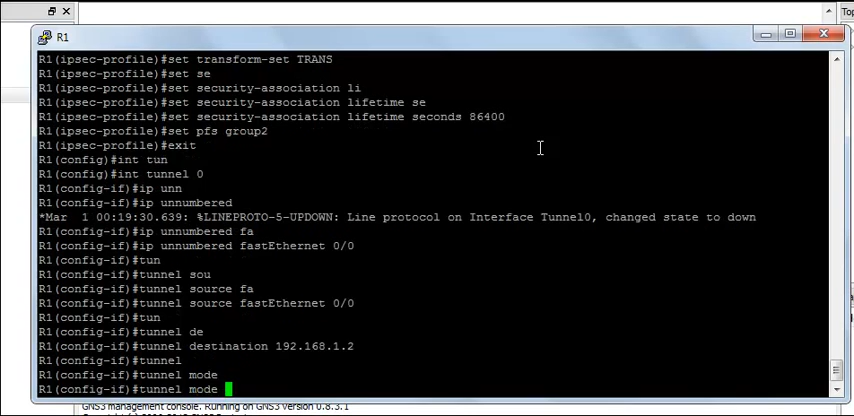 Top
R1
R1(ipsec-profile)#set transform-set TRANS
R1(ipsec-profile)#set se
R1(ipsec-profile)#set security-association li
R1(ipsec-profile)#set security-association lifetime se
R1(ipsec-profile)#set security-association lifetime seconds 86400
R1(ipsec-profile)#set pfs group2
R1(ipsec-profile)#exit
R1(config)#int tun
R1(config)#int tunnel 0
R1(config-if)#ip unn
R1(config-if)#ip unnumbered
*Mar  1 00:19:30.639: %LINEPROTO-5-UPDOWN: Line protocol on Interface Tunnel0, changed state to down
R1(config-if)#ip unnumbered fa
R1(config-if)#ip unnumbered fastEthernet 0/0
R1(config-if)#tun
R1(config-if)#tunnel sou
R1(config-if)#tunnel source fa
R1(config-if)#tunnel source fastEthernet 0/0
R1(config-if)#tun
R1(config-if)#tunnel de
R1(config-if)#tunnel destination 192.168.1.2
R1(config-if)#tunnel
R1(config-if)#tunnel mode
R1(config-if)#tunnel mode
GNS3 management console. Running on GNS3 version 0.8.3.1